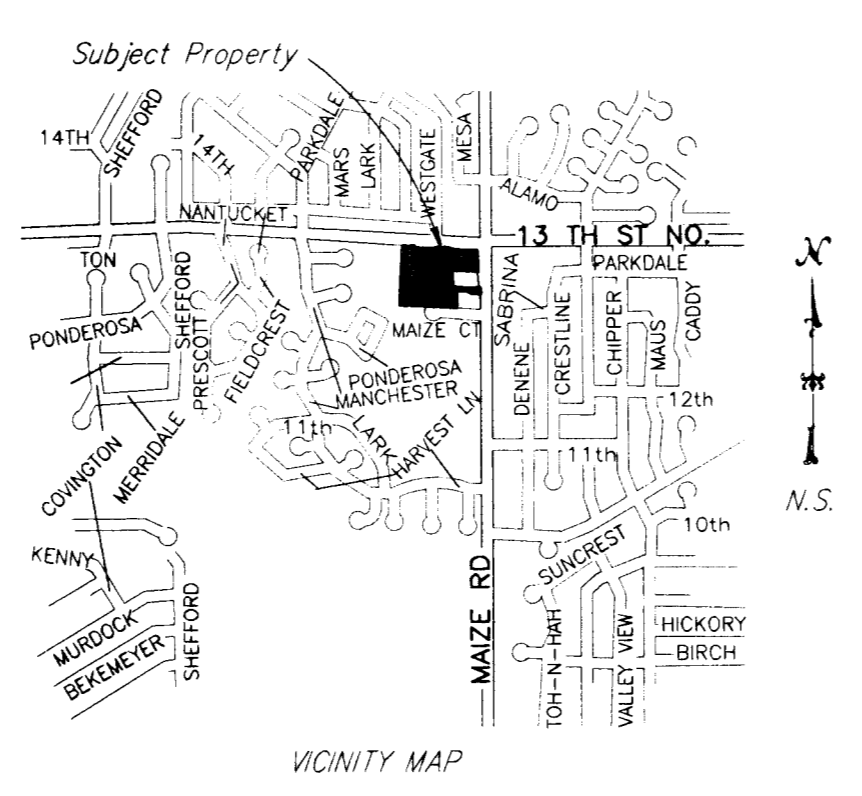 Subject Property
14TH
SHEFFORD
14TH
PARKDALE
MARS
LARK
WESTGATE
MESA
ALAMO
NANTUCKET
13 TH ST NO.
TON
SHEFFORD
PARKDALE
SABRINA
PONDEROSA
PRESCOTT
FIELDCREST
MAIZE CT
DENENE
CRESTLINE
CHIPPER
MAUS
CADDY
PONDEROSA
MANCHESTER
12th
11th
LARK
HARVEST LN
11th
COVINGTON
MERRIDALE
N
N.S.
10th
SUNCREST
KENNY
MURDOCK
BEKEMEYER
SHEFFORD
MAIZE RD
TOH-N-HAH
VALLEY VIEW
HICKORY
BIRCH
VICINITY MAP